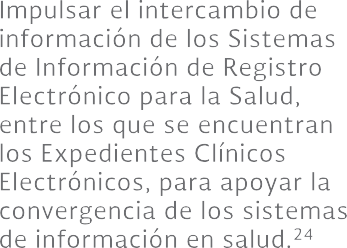 Impulsar el intercambio de
información de los Sistemas
de Información de Registro
Electrónico para la Salud,
entre los que se encuentran
los Expedientes Clínicos
Electrónicos, para apoyar la
convergencia de los sistemas
de información en salud.24